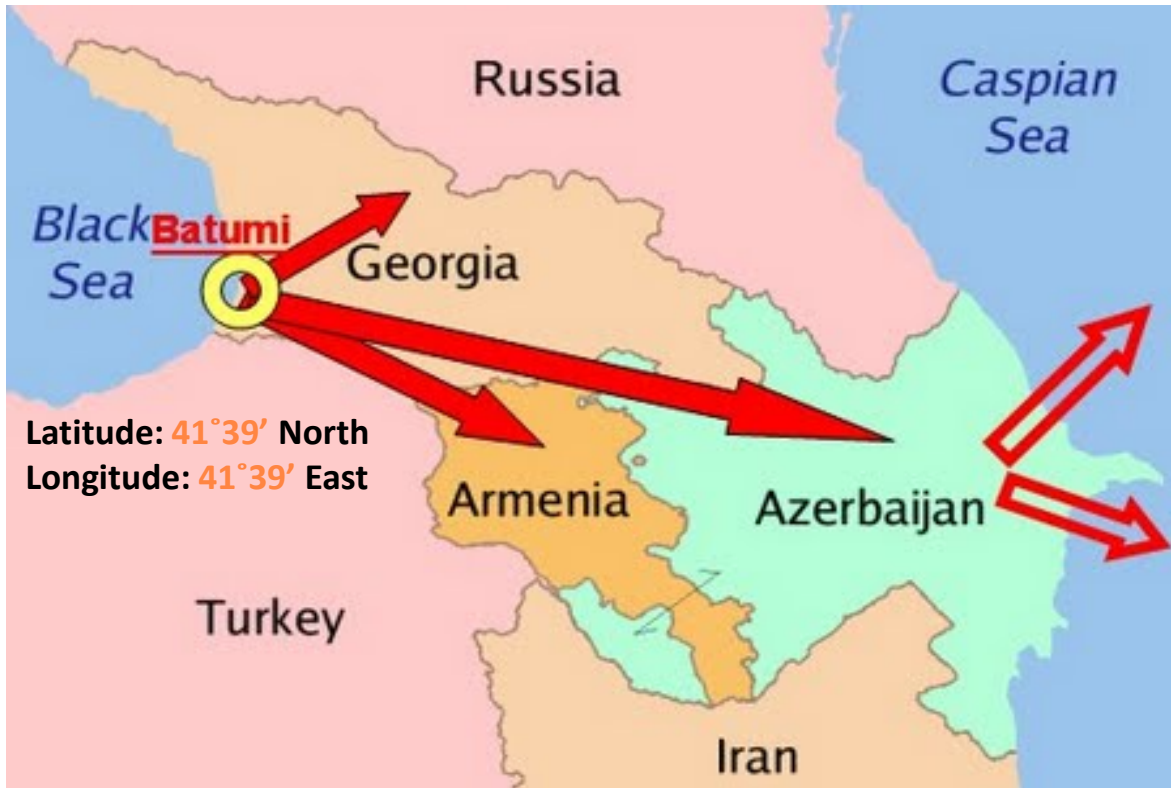 Russia
Caspian
Sea
Black
Sea
Batumi
Georgia
Latitude: 41˚39’ North
Longitude: 41˚39’ East
Armenia
Azerbaijan
Turkey
Iran